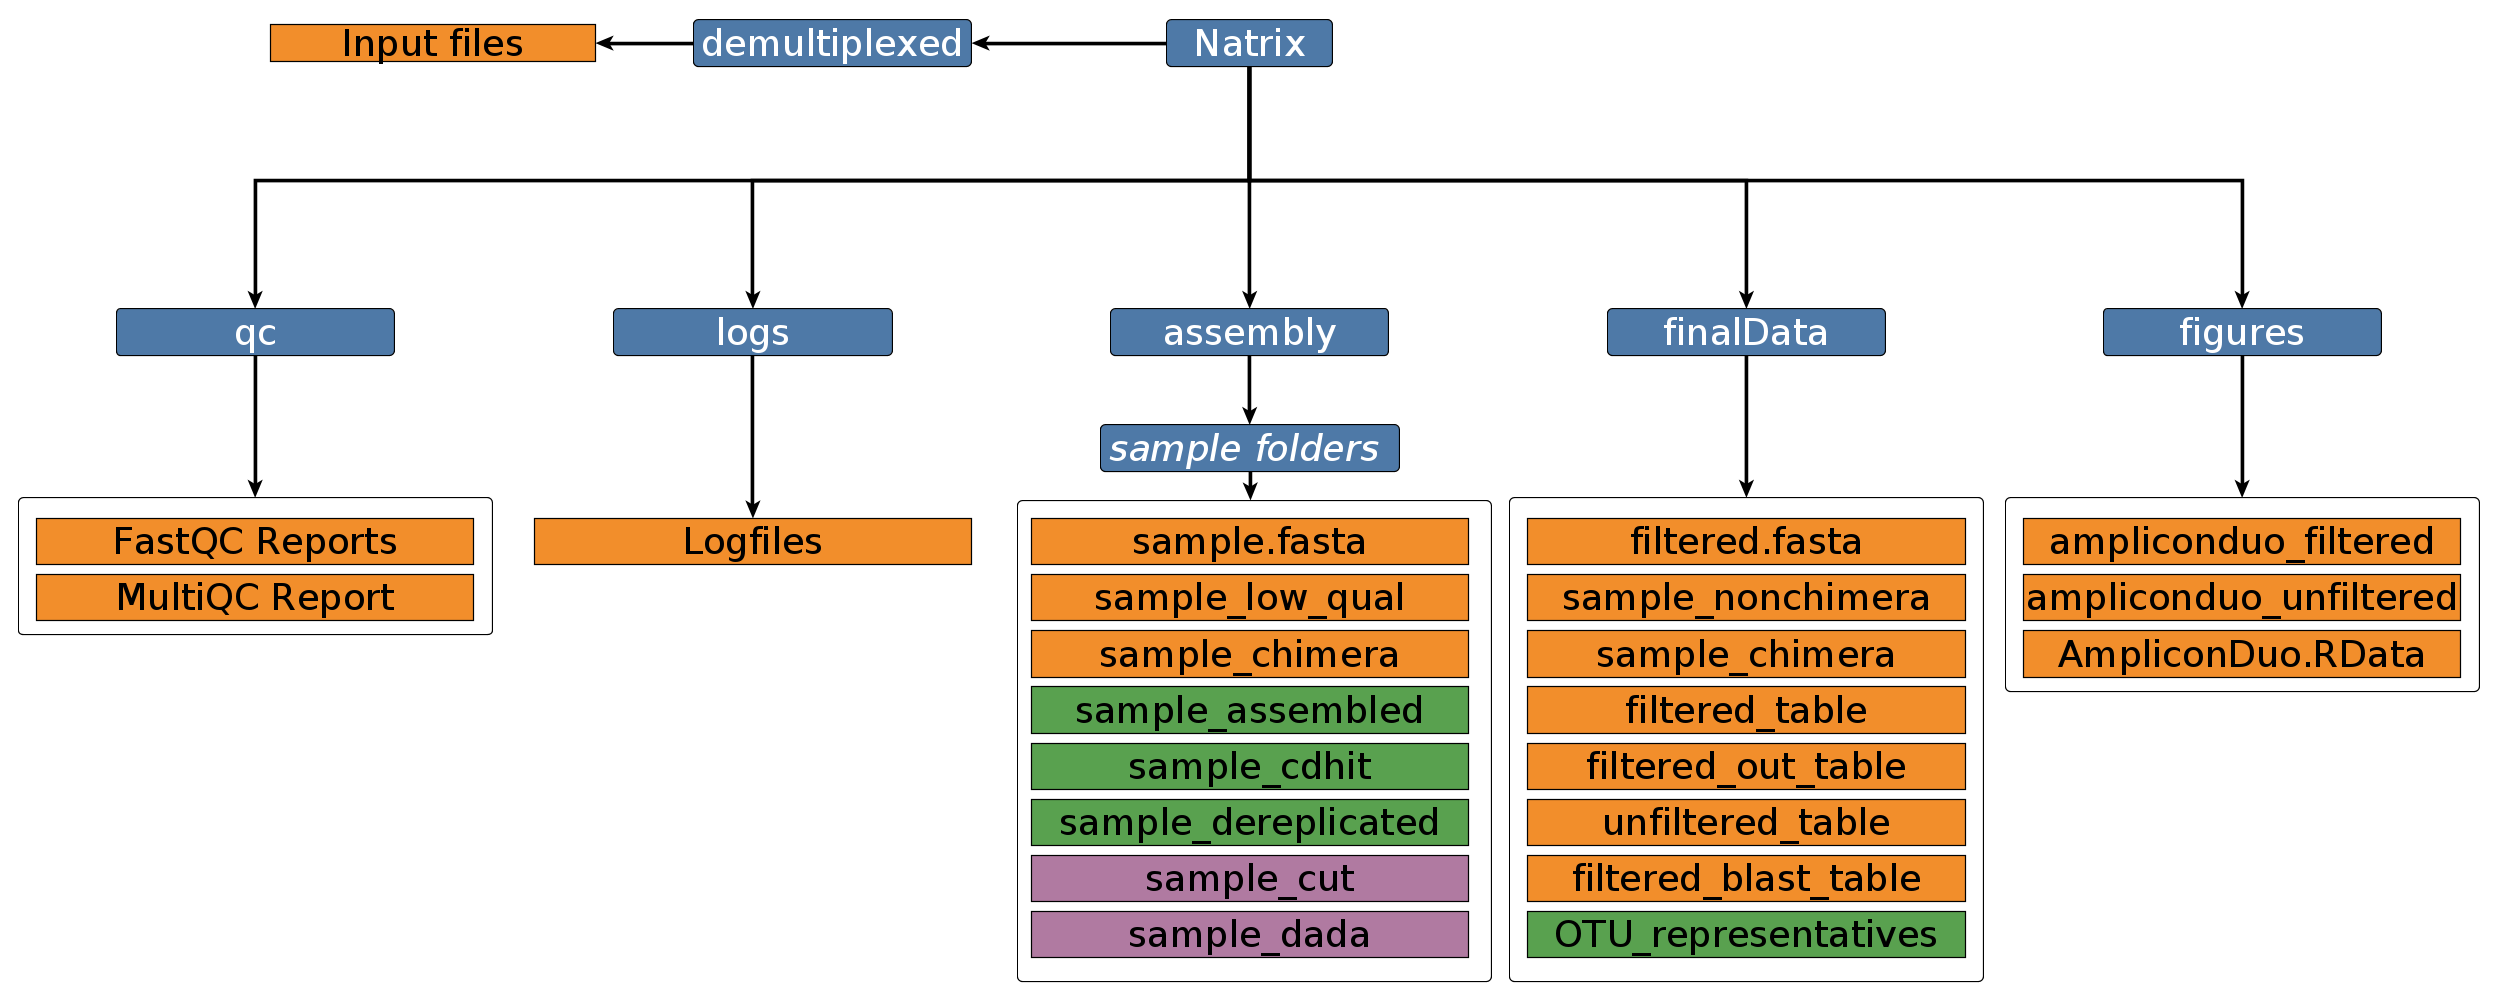 Input files
demultiplexed
Natrix
qc
logs
assembly
finalData
figures
sample folders
FastQC Reports
MultiQC Report
Logfiles
sample.fasta
sample_low_qual
sample_chimera
sample_assembled
sample_cdhit
sample_dereplicated
sample_cut
sample_dada
filtered.fasta
sample_nonchimera
sample_chimera
filtered_table
filtered_out_table
unfiltered_table
filtered_blast_table
OTU_representatives
ampliconduo_filtered
ampliconduo_unfiltered
AmpliconDuo.RData